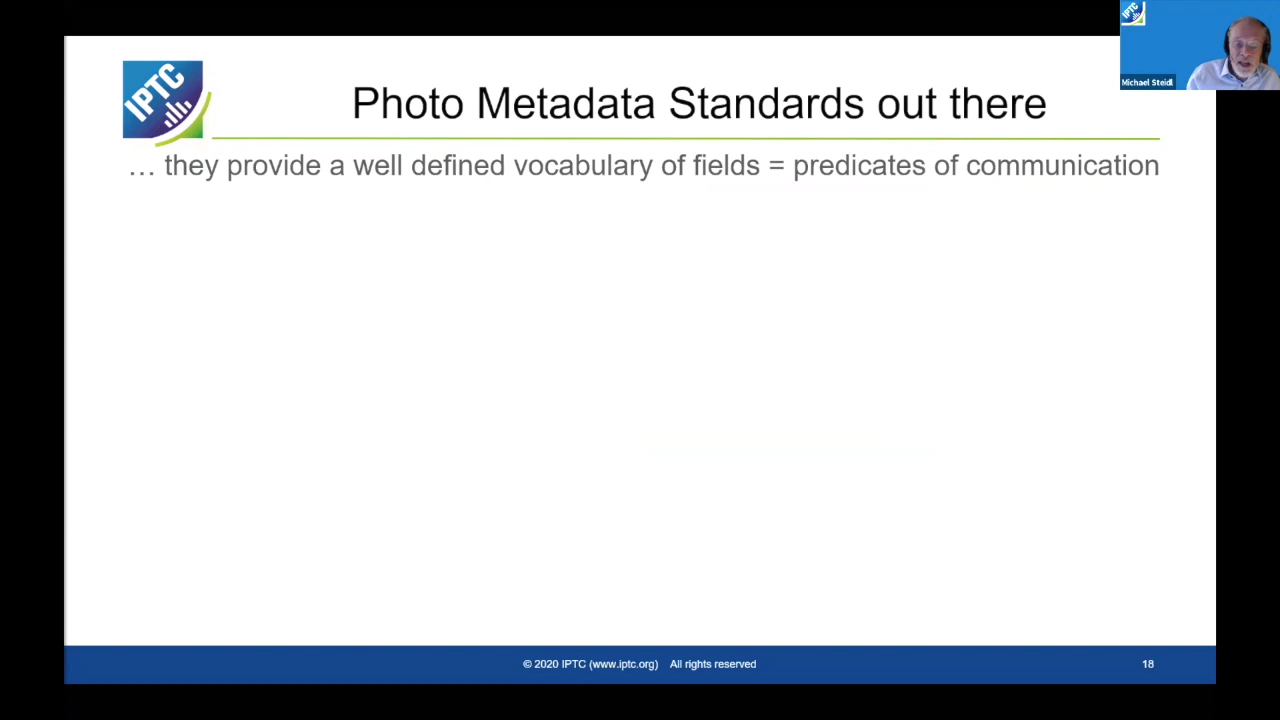 IPTC
Michael Steidl
IPTC
Photo Metadata Standards out there
… they provide a well defined vocabulary of fields = predicates of communication
© 2020 IPTC (www.iptc.org) All rights reserved
18